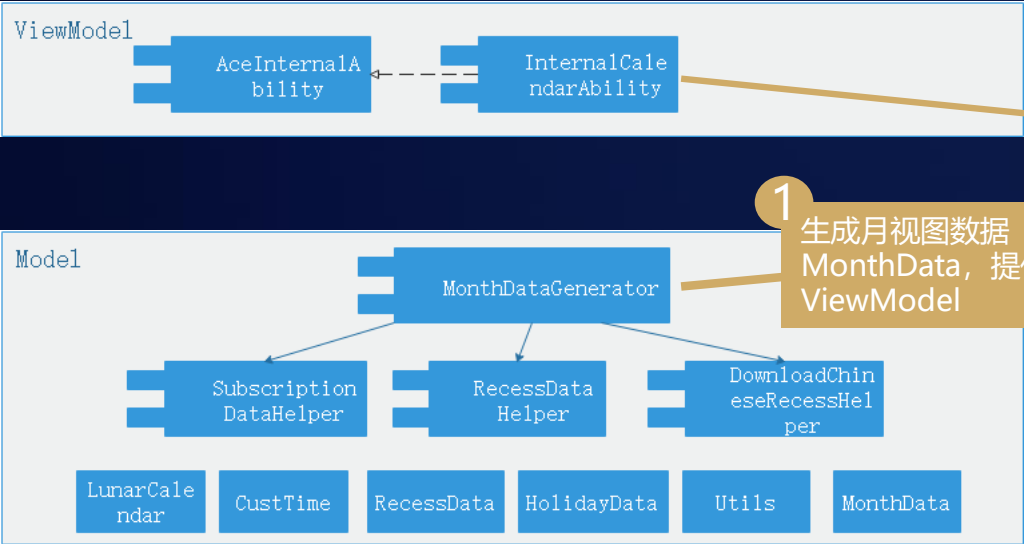 ViewModel
AceInternalA
bility
InternalCale
ndarAbility
1
生成月视图数据
MonthData，提
ViewModel
Model
MonthDataGenerator
Subscription
DataHelper
RecessData
Helper
DownloadChin
eseRecessHel
per
LunarCale
ndar
CustTime
RecessData
HolidayData
Utils
MonthData